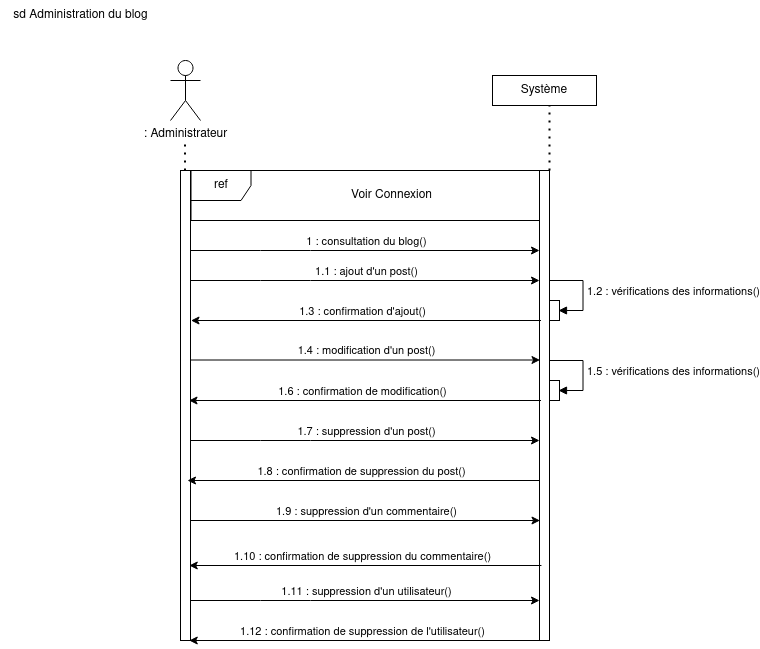 sd Administration du blog
: Administrateur
Système
ref
Voir Connexion
1 : consultation du blog()
1.1 : ajout d'un post()
1.2 : vérifications des informations()
1.3 : confirmation d'ajout()
1.4 : modification d'un post()
1.5 : vérifications des informations()
1.6 : confirmation de modification()
1.7 : suppression d'un post()
1.8 : confirmation de suppression du post()
1.9 : suppression d'un commentaire()
1.10 : confirmation de suppression du commentaire()
1.11 : suppression d'un utilisateur()
1.12 : confirmation de suppression de l'utilisateur()